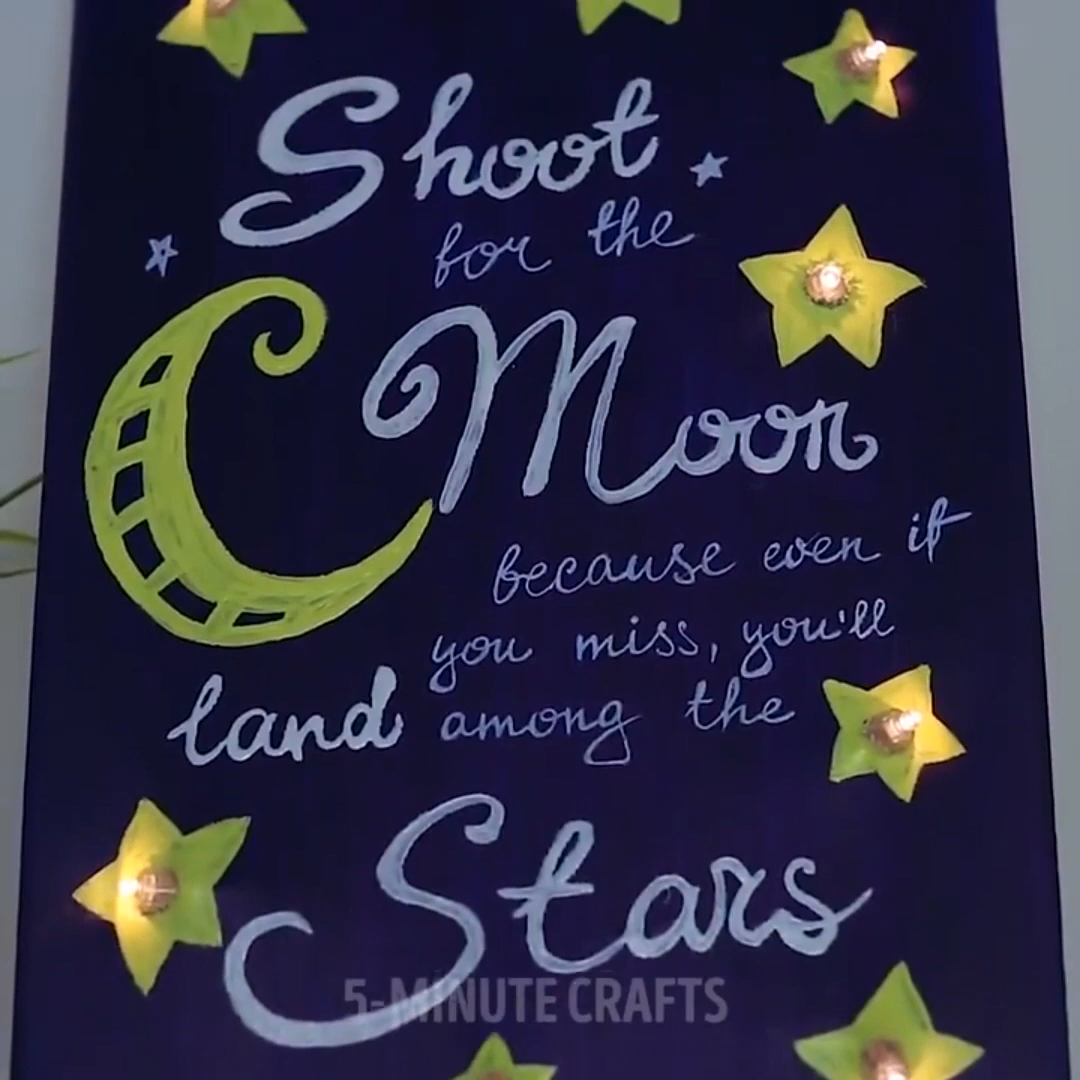 Shoot
for the
Moon
because even if
you miss, you'll
land among the
Stars
5-MINUTE CRAFTS